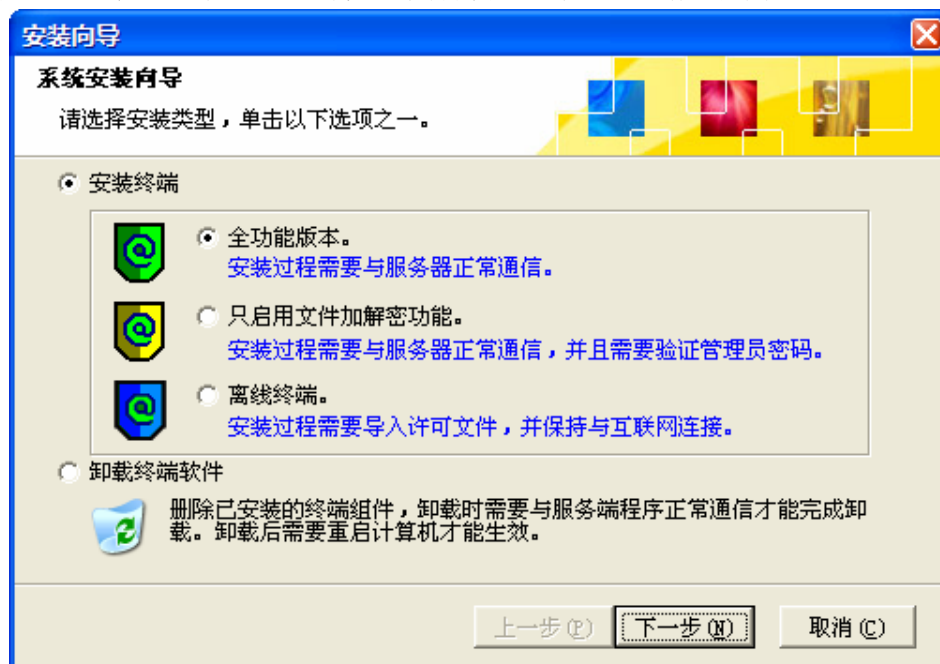 安装向导
系统安装向导
请选择安装类型，单击以下选项之一。
安装终端
全功能版本。
安装过程需要与服务器正常通信。
只启用文件加解密功能。
安装过程需要与服务器正常通信，并且需要验证管理员密码。
离线终端。
安装过程需要导入许可文件，并保持与互联网连接。
卸载终端软件
删除已安装的终端组件，卸载时需要与服务端程序正常通信才能完成卸
载。卸载后需要重启计算机才能生效。
上一步(P) 下一步(N) 取消(C)